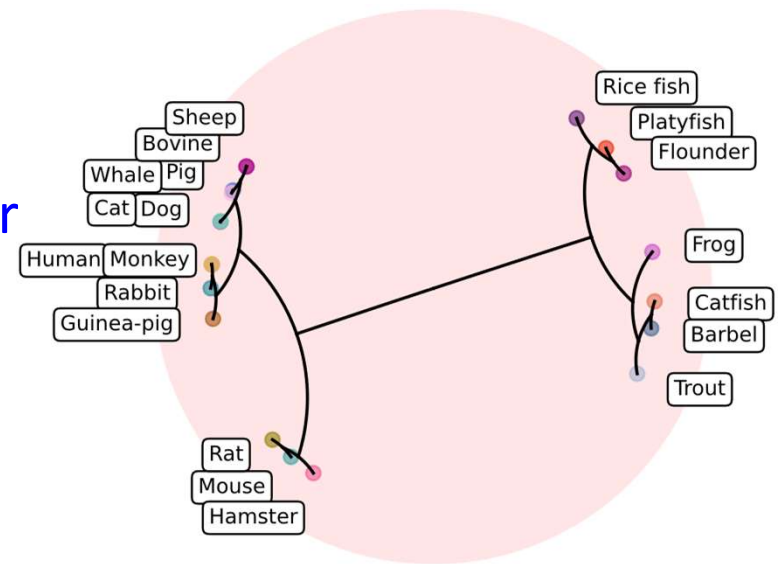 Sheep
Bovine
Whale Pig
Cat Dog
Human Monkey
Rabbit
Guinea-pig
Rat
Mouse
Hamster
Rice fish
Platyfish
Flounder
Frog
Catfish
Barbel
Trout
r